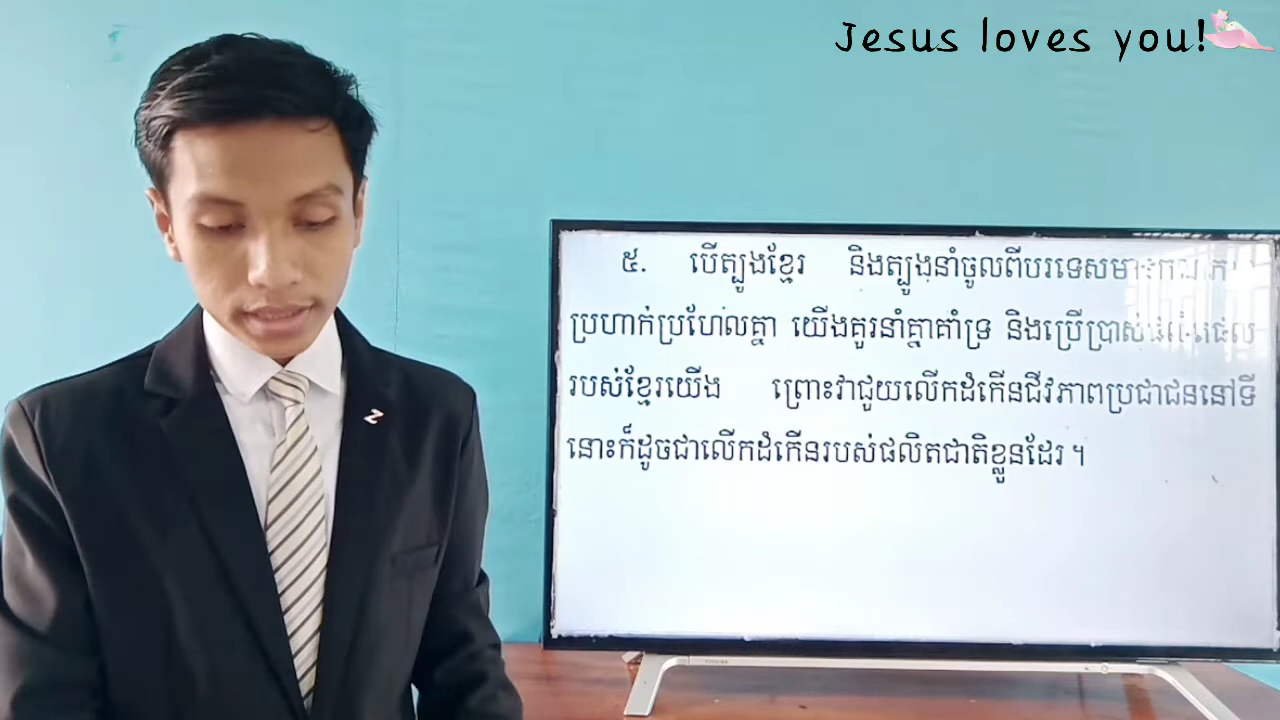 Jesus loves you!
៥. បើត្បូងខ្មែរ និងត្បូងនាំចូលពីបរទេស
ប្រហាក់ប្រហែលគ្នា យើងគួរនាំគ្នាគាំទ្រ និងប្រើប្រាស់ផលិតផល
របស់ខ្មែរយើង ព្រោះវាជួយលើកដំកើនជីវភាពប្រជាជននៅទី
នោះក៏ដូចជាលើកដំកើនរបស់ផលិតជាតិខ្លួនដែរ។
Z